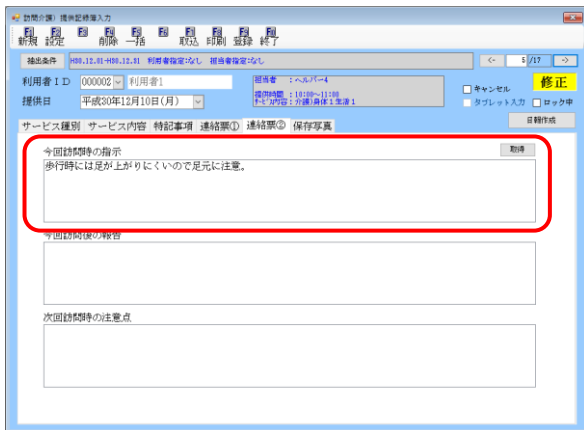 訪問介護）提供記録簿入力
F1 F2 F3 F4 F5 F6 F7 F8 F9
新規 設定 削除 一括 取込 印刷 登録 終了
抽出条件 H30.12.01-H30.12.31 利用者指定:なし 担当者指定:なし <- 5 /17 ->
利用者ＩＤ 000002 利用者1 担当者 ：ヘルパー4 キャンセル 修正
提供日 平成30年12月10日(月) 提供時間 ：10:00～11:00 タブレット入力 ロック中
ｻｰﾋﾞｽ内容：介護)身体1生活1
サービス種別 サービス内容 特記事項 連絡票① 連絡票② 保存写真 日報作成
今回訪問時の指示 取得
歩行時には足が上がりにくいので足元に注意。
今回訪問後の報告
次回訪問時の注意点